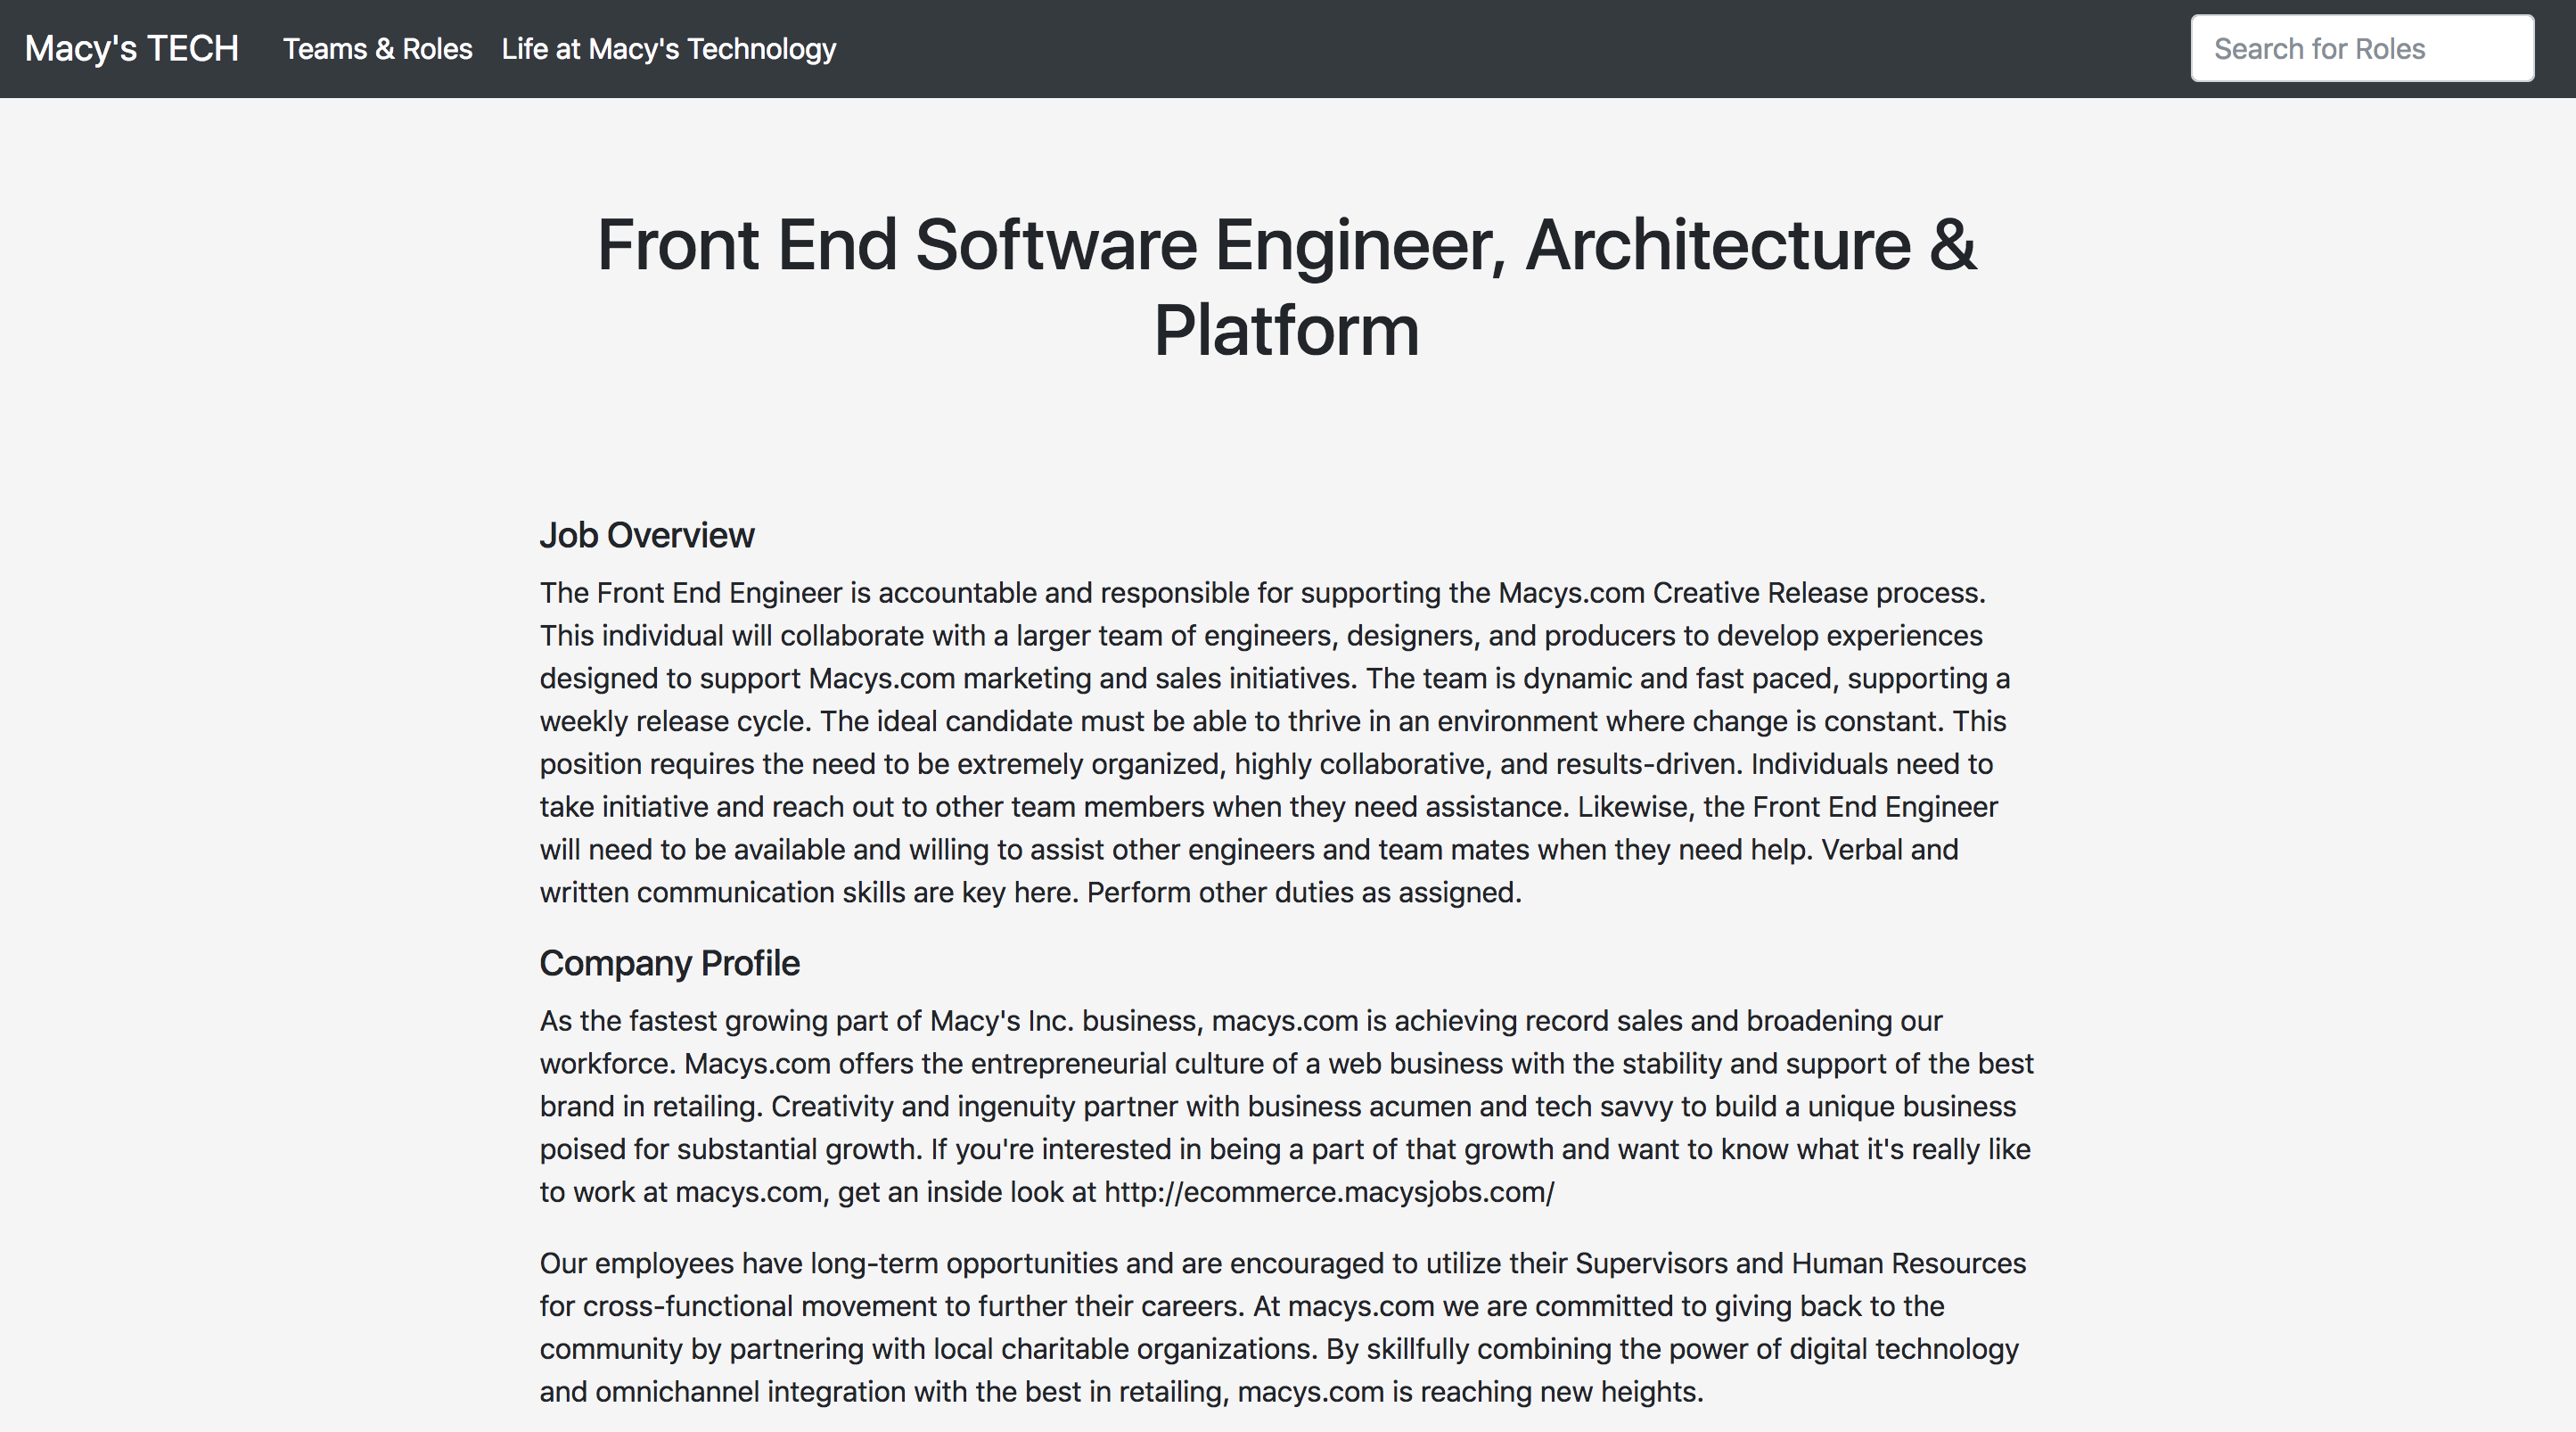 Macy's TECH Teams & Roles Life at Macy's Technology Search for Roles
Front End Software Engineer, Architecture &
Platform
Job Overview
The Front End Engineer is accountable and responsible for supporting the Macys.com Creative Release process.
This individual will collaborate with a larger team of engineers, designers, and producers to develop experiences
designed to support Macys.com marketing and sales initiatives. The team is dynamic and fast paced, supporting a
weekly release cycle. The ideal candidate must be able to thrive in an environment where change is constant. This
position requires the need to be extremely organized, highly collaborative, and results-driven. Individuals need to
take initiative and reach out to other team members when they need assistance. Likewise, the Front End Engineer
will need to be available and willing to assist other engineers and team mates when they need help. Verbal and
written communication skills are key here. Perform other duties as assigned.
Company Profile
As the fastest growing part of Macy's Inc. business, macys.com is achieving record sales and broadening our
workforce. Macys.com offers the entrepreneurial culture of a web business with the stability and support of the best
brand in retailing. Creativity and ingenuity partner with business acumen and tech savvy to build a unique business
poised for substantial growth. If you're interested in being a part of that growth and want to know what it's really like
to work at macys.com, get an inside look at http://ecommerce.macysjobs.com/
Our employees have long-term opportunities and are encouraged to utilize their Supervisors and Human Resources
for cross-functional movement to further their careers. At macys.com we are committed to giving back to the
community by partnering with local charitable organizations. By skillfully combining the power of digital technology
and omnichannel integration with the best in retailing, macys.com is reaching new heights.